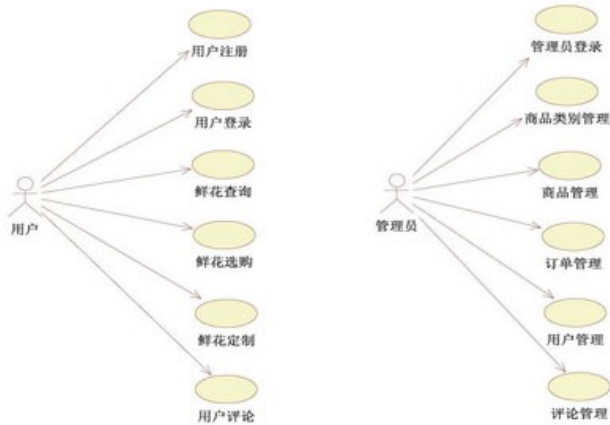 用户注册
用户登录
鲜花查询
用户
鲜花选购
鲜花定制
用户评论
管理员登录
商品类别管理
商品管理
管理员
订单管理
用户管理
评论管理